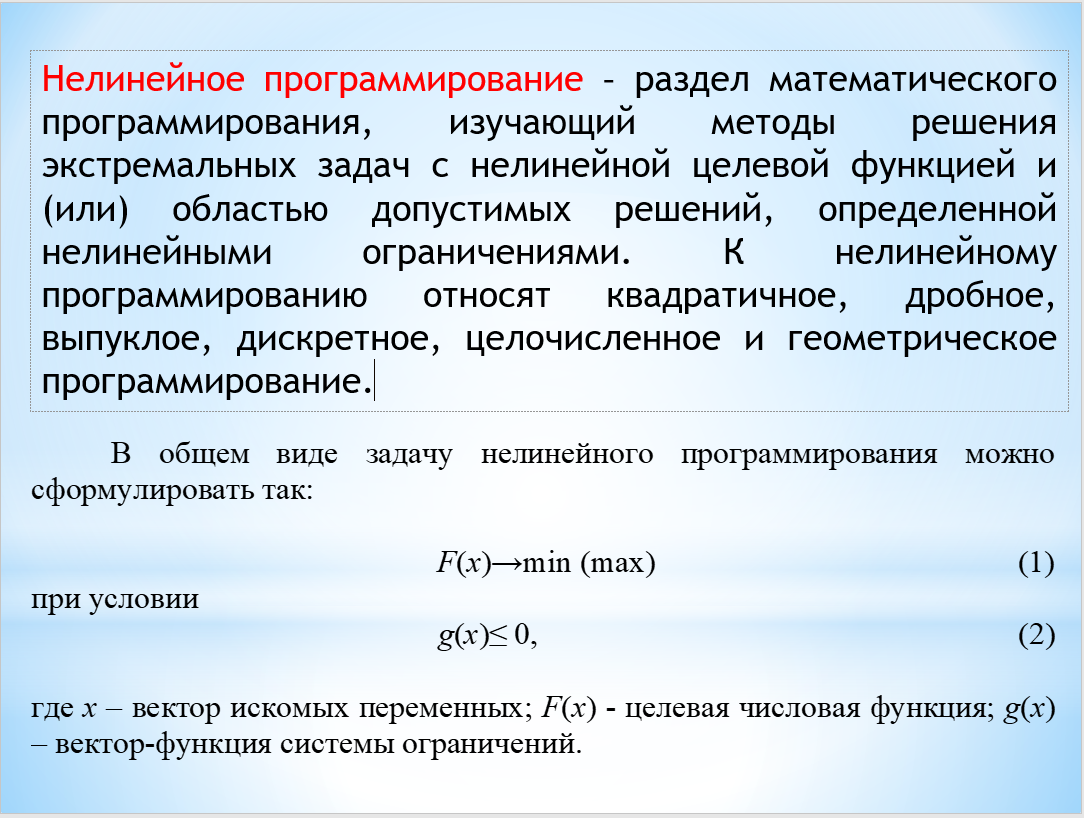 Нелинейное программирование – раздел математического
программирования, изучающий методы решения
экстремальных задач с нелинейной целевой функцией и
(или) областью допустимых решений, определенной
нелинейными ограничениями. К нелинейному
программированию относят квадратичное, дробное,
выпуклое, дискретное, целочисленное и геометрическое
программирование.
В общем виде задачу нелинейного программирования можно
сформулировать так:
F(x)→min (max) (1)
при условии
g(x)≤ 0, (2)
где x – вектор искомых переменных; F(x) - целевая числовая функция; g(x)
– вектор-функция системы ограничений.